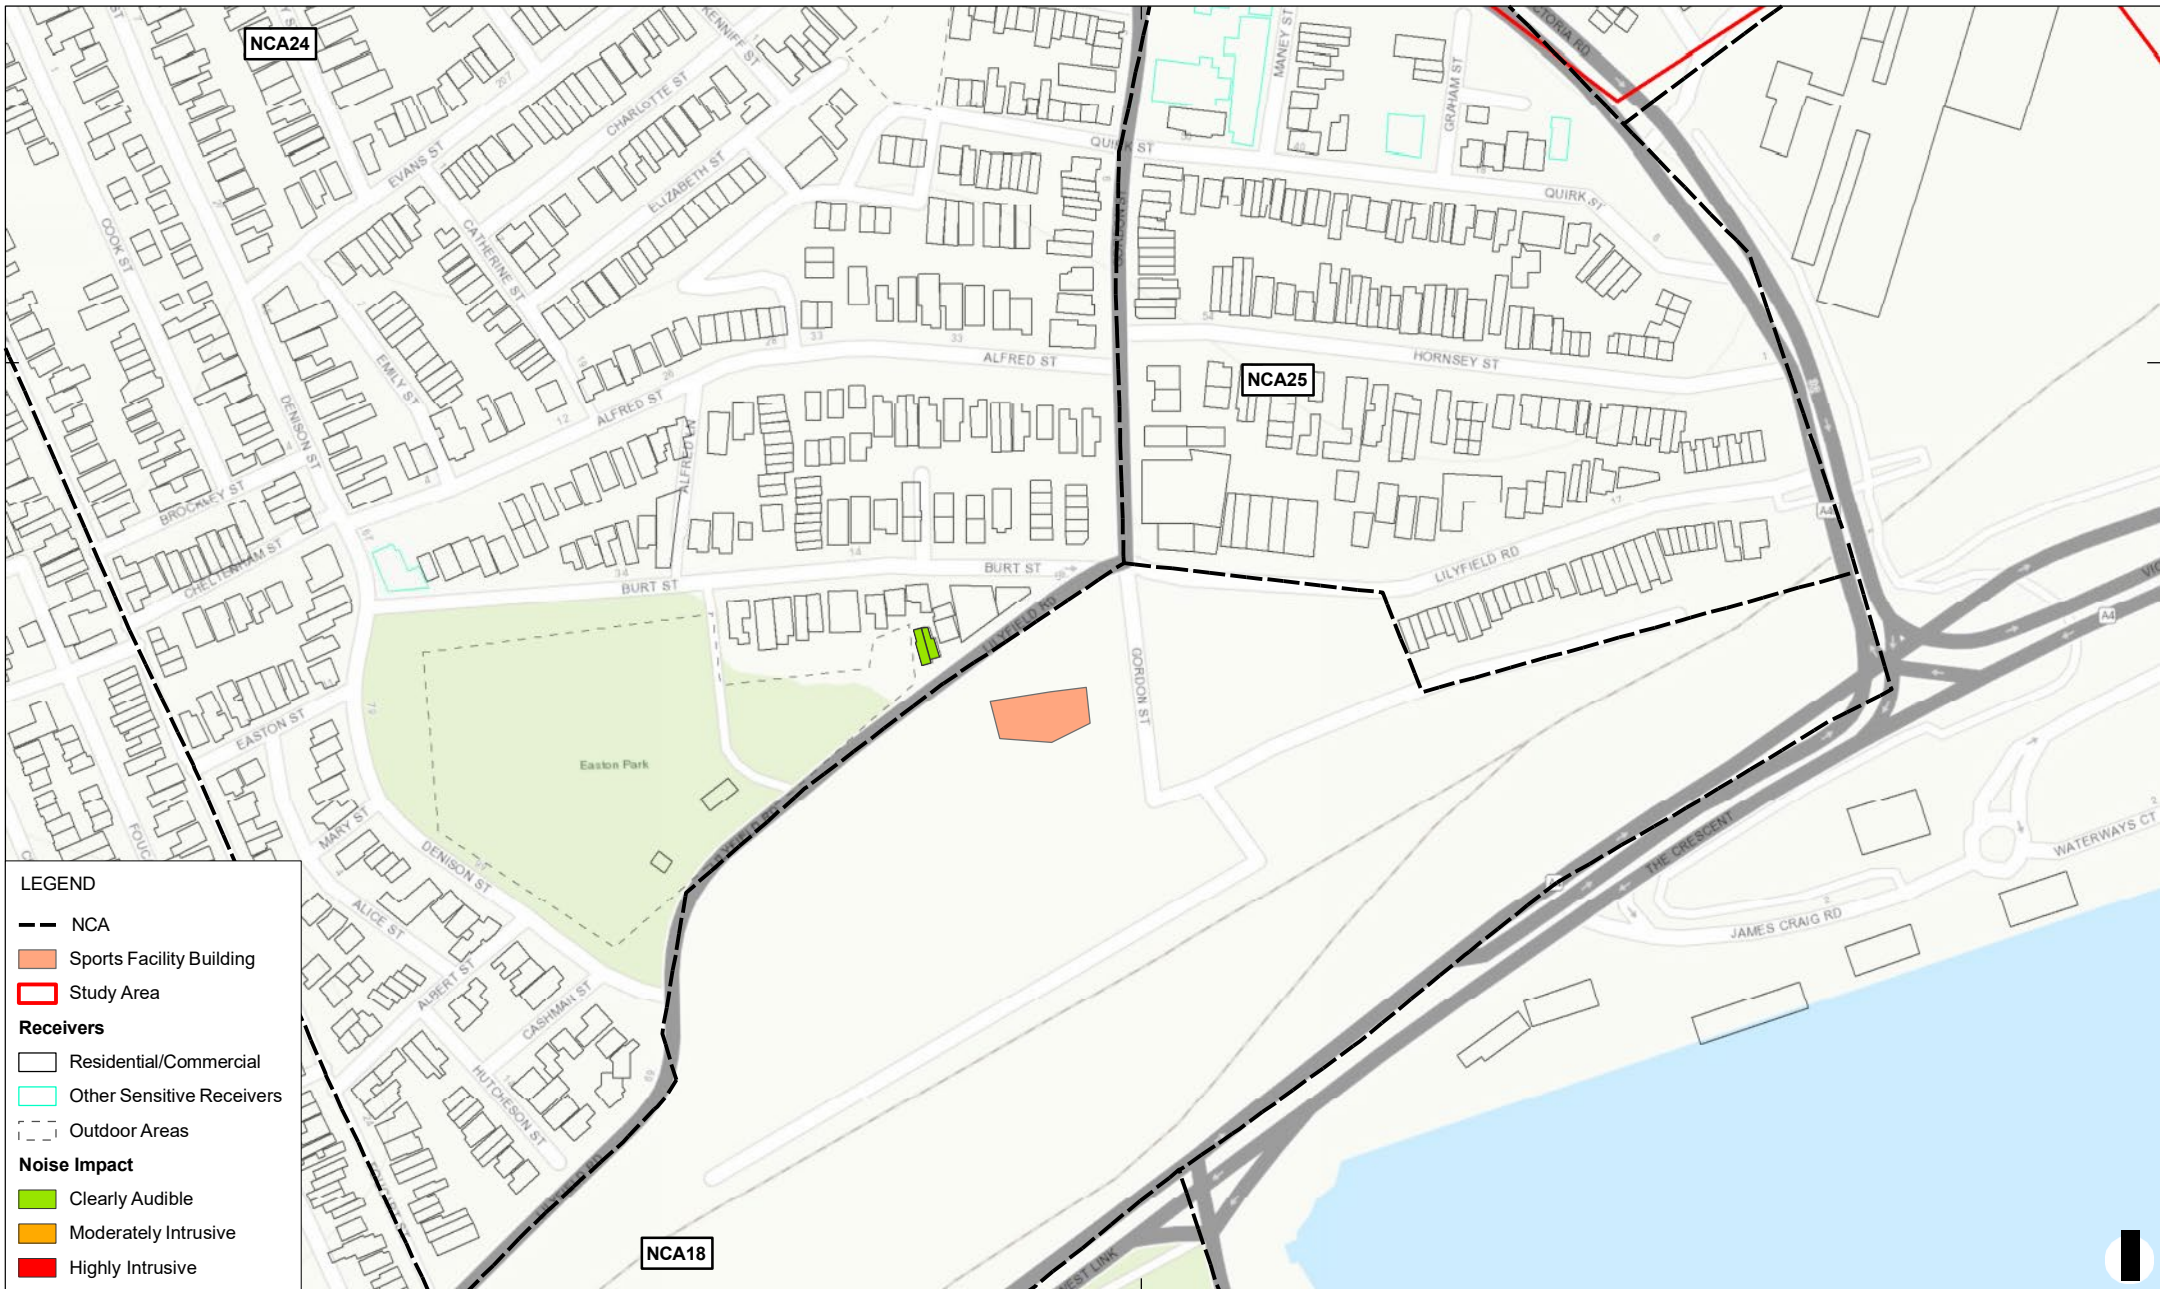 NCA24
KENNIFF ST
CHARLOTTE ST
EVANS ST
ELIZABETH ST
CATHERINE ST
COOK ST
EMILY ST
DENISON ST
ALFRED ST
ALFRED ST
ALFRED LN
BROCKLEY ST
CHELTENHAM ST
EASTON ST
BURT ST
BURT ST
MANEY ST
GRAHAM ST
QUIRK ST
QUIRK ST
GORDON ST
HORNSEY ST
NCA25
LILYFIELD RD
LILYFIELD RD
GORDON ST
A4
A4
Easton Park
MARY ST
DENISON ST
ALICE ST
ALBERT ST
CASHMAN ST
HUTCHESON ST
THE CRESCENT
JAMES CRAIG RD
WATERWAYS CT
NCA18
LEGEND
NCA
Sports Facility Building
Study Area
Receivers
Residential/Commercial
Other Sensitive Receivers
Outdoor Areas
Noise Impact
Clearly Audible
Moderately Intrusive
Highly Intrusive